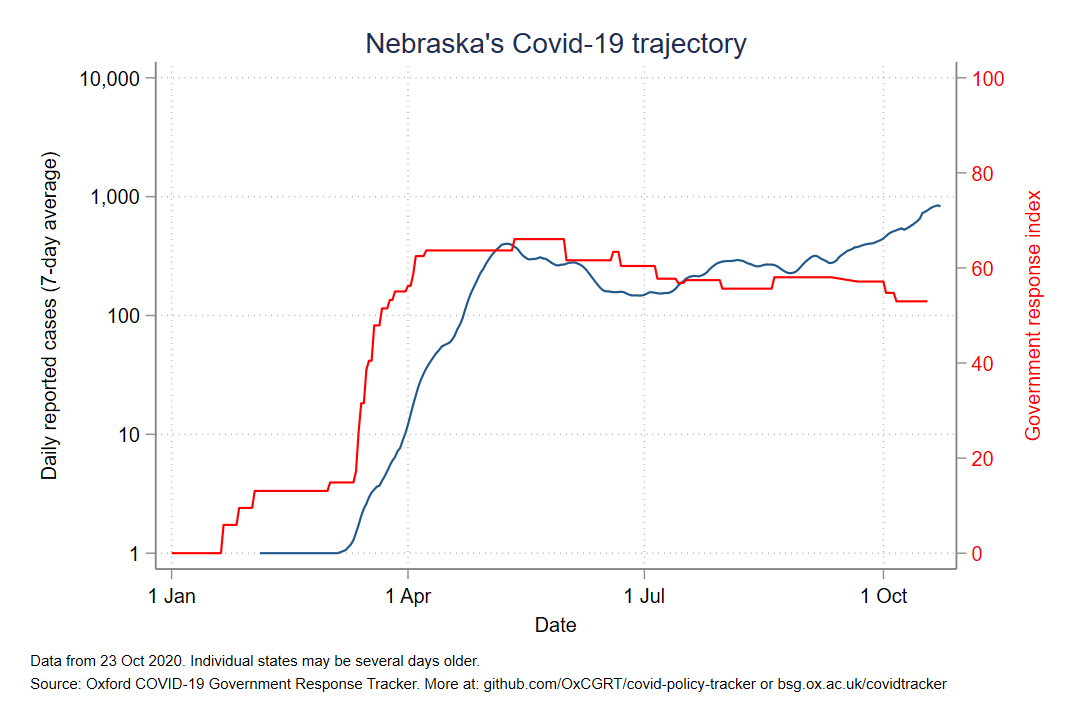 Nebraska's Covid-19 trajectory
Daily reported cases (7-day average)
10,000
1,000
100
10
1
100
80
60
40
20
0
Government response index
1 Jan
1 Apr
1 Jul
1 Oct
Date
Data from 23 Oct 2020. Individual states may be several days older.
Source: Oxford COVID-19 Government Response Tracker. More at: github.com/OxCGRT/covid-policy-tracker or bsg.ox.ac.uk/covidtracker